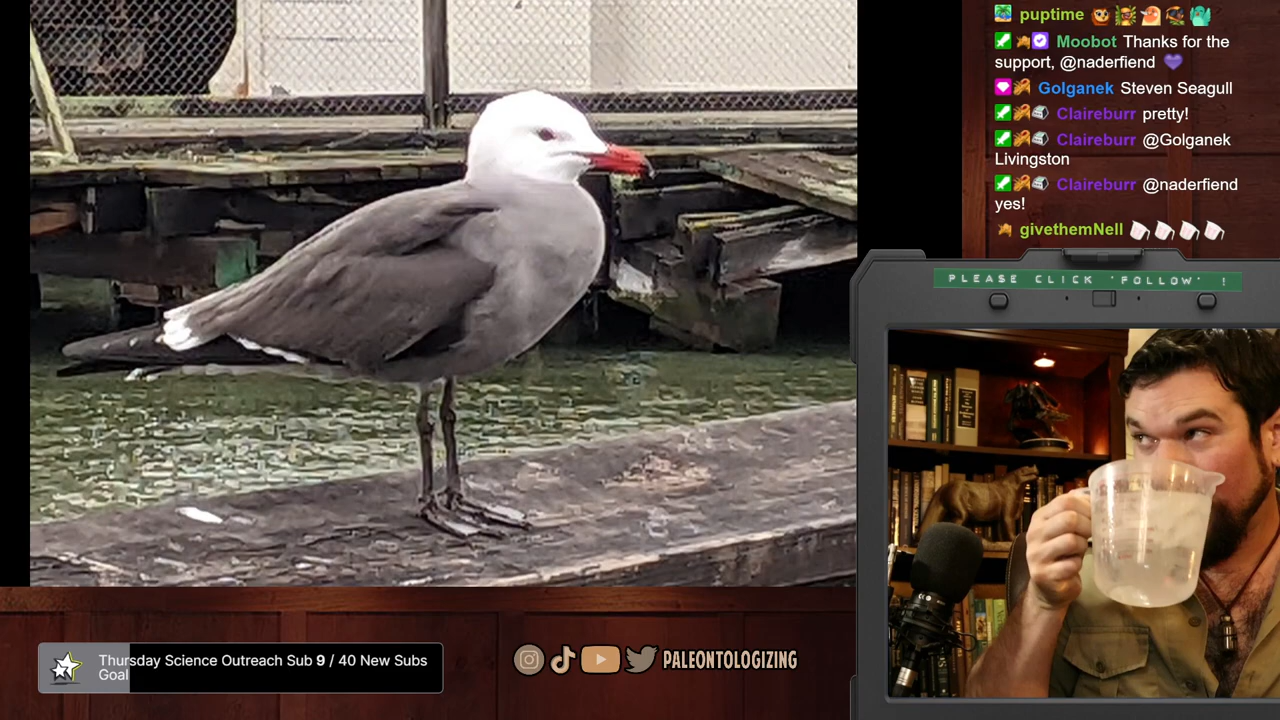 puptime
Moobot Thanks for the
support, @naderfiend
Golganek Steven Seagull
Claireburr pretty!
Claireburr @Golganek
Livingston
Claireburr @naderfiend
yes!
givethemNell
PLEASE CLICK 'FOLLOW' !
Thursday Science Outreach Sub 9 / 40 New Subs
Goal
PALEONTOLOGIZING